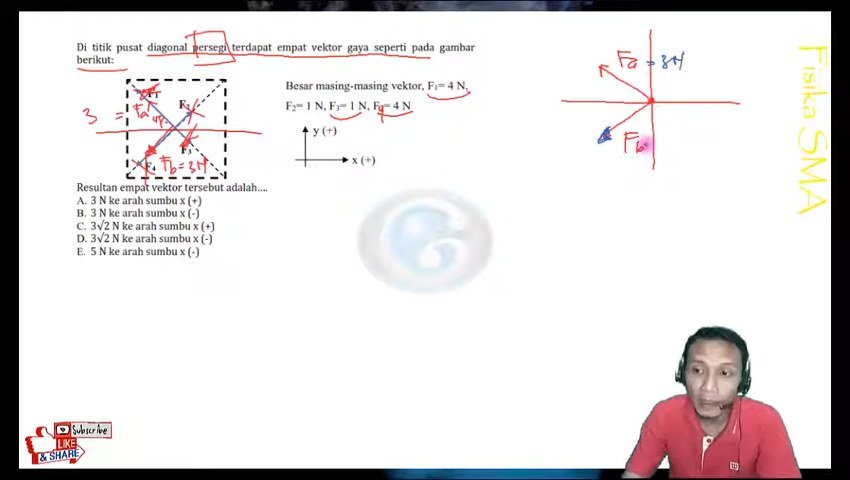 Di titik pusat diagonal persegi terdapat empat vektor gaya seperti pada gambar
berikut:
F1
F2
F3
F4
Fa
3 =
45°
Fb = 3N
Besar masing-masing vektor, F1= 4 N,
F2= 1 N, F3= 1 N, F4= 4 N
y (+)
x (+)
Resultan empat vektor tersebut adalah....
A. 3 N ke arah sumbu x (+)
B. 3 N ke arah sumbu x (-)
C. 3√2 N ke arah sumbu x (+)
D. 3√2 N ke arah sumbu x (-)
E. 5 N ke arah sumbu x (-)
Fa = 3N
Fb
Fisika SMA
Subscribe
LIKE
& SHARE